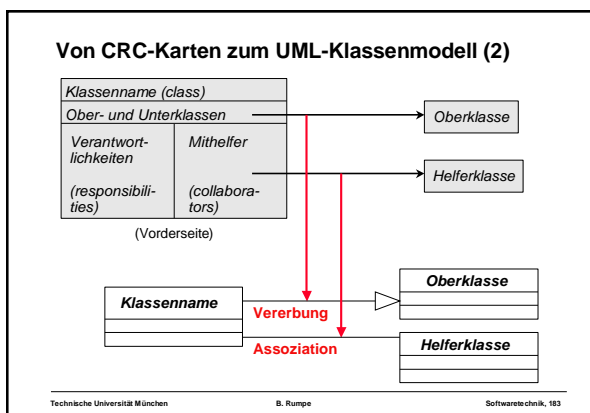 Von CRC-Karten zum UML-Klassenmodell (2)
Klassenname (class)
Ober- und Unterklassen
Oberklasse
Verantwort-
lichkeiten
(responsibili-
ties)
Mithelfer
(collabora-
tors)
Helferklasse
(Vorderseite)
Klassenname
Vererbung
Assoziation
Oberklasse
Helferklasse
Technische Universität München
B. Rumpe
Softwaretechnik, 183